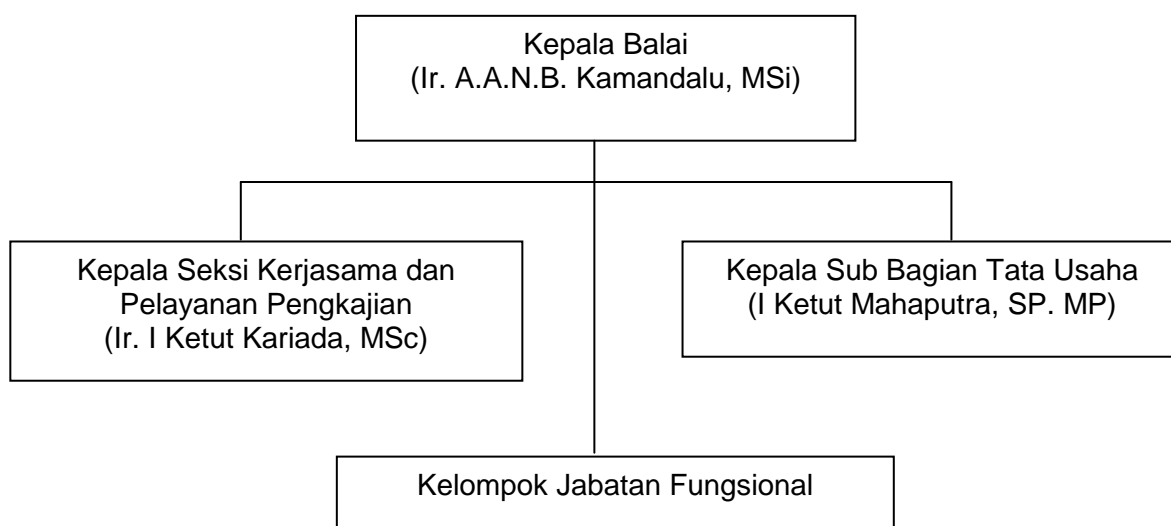 Kepala Balai
(Ir. A.A.N.B. Kamandalu, MSi)
Kepala Seksi Kerjasama dan
Pelayanan Pengkajian
(Ir. I Ketut Kariada, MSc)
Kepala Sub Bagian Tata Usaha
(I Ketut Mahaputra, SP. MP)
Kelompok Jabatan Fungsional